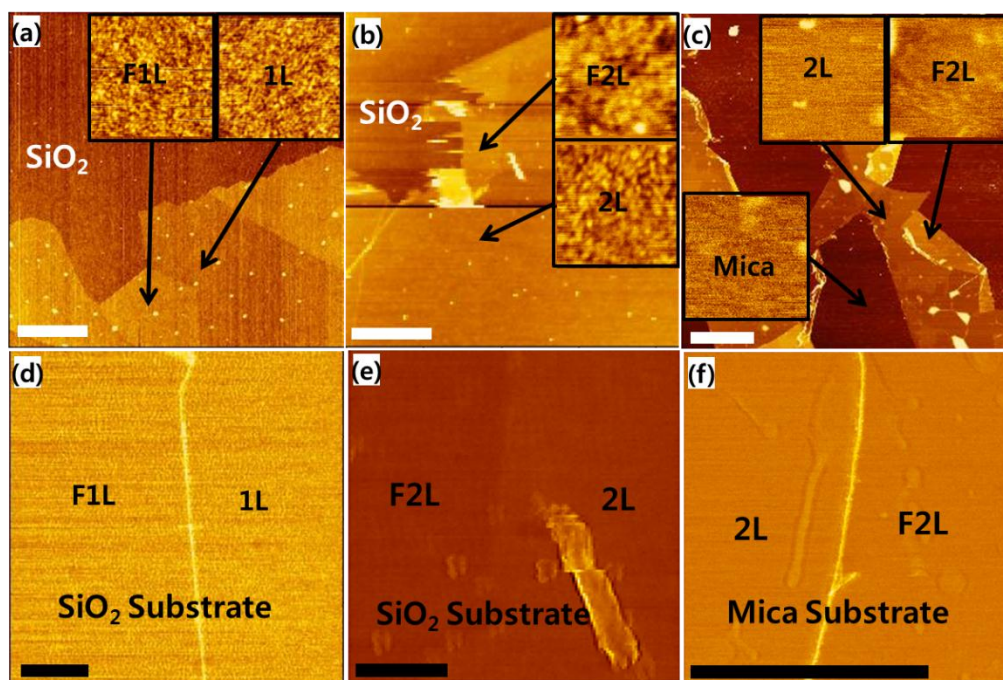 (a)
F1L
1L
SiO₂
(b)
SiO₂
F2L
2L
(c)
2L
F2L
Mica
(d)
F1L
1L
SiO₂ Substrate
(e)
F2L
2L
SiO₂ Substrate
(f)
2L
F2L
Mica Substrate